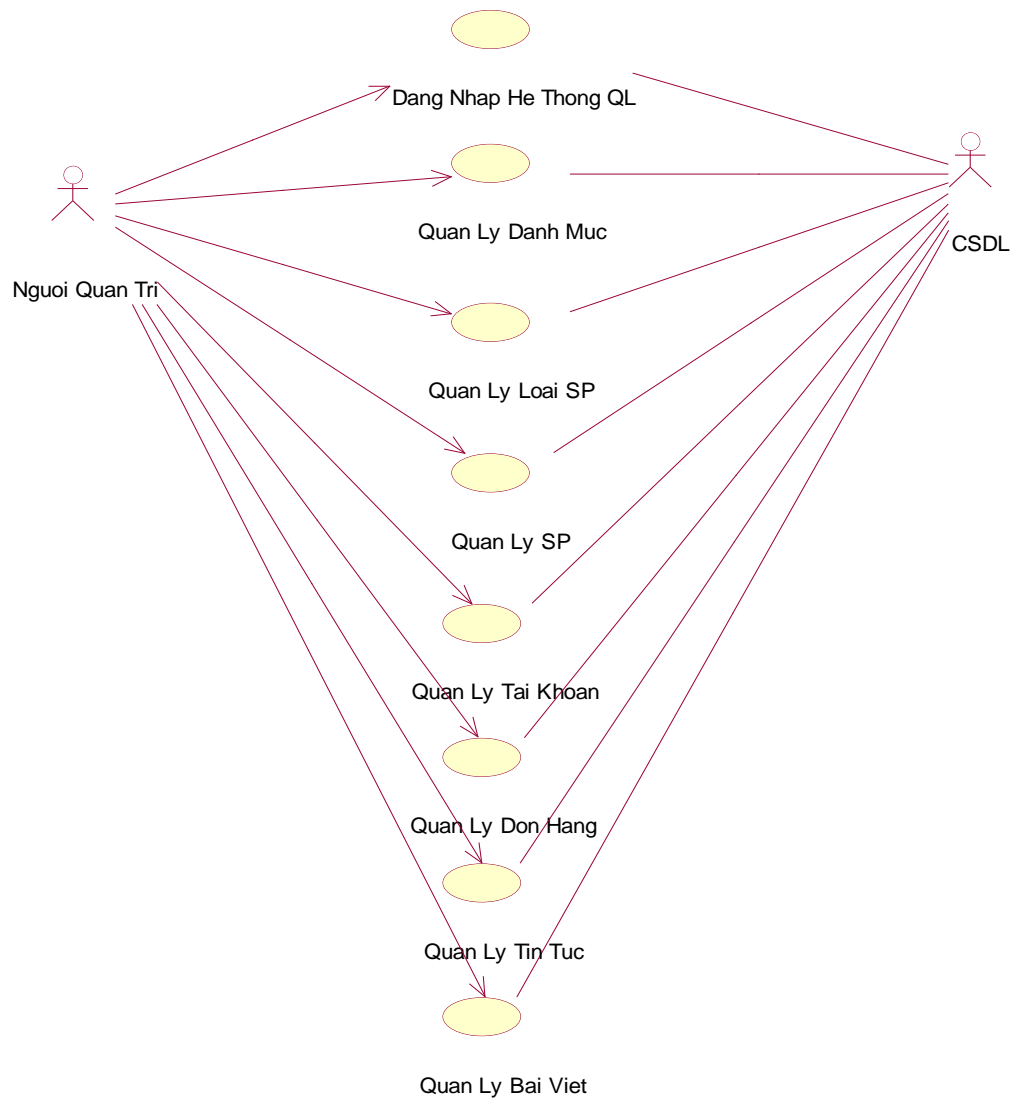 Dang Nhap He Thong QL
Quan Ly Danh Muc
CSDL
Nguoi Quan Tri
Quan Ly Loai SP
Quan Ly SP
Quan Ly Tai Khoan
Quan Ly Don Hang
Quan Ly Tin Tuc
Quan Ly Bai Viet